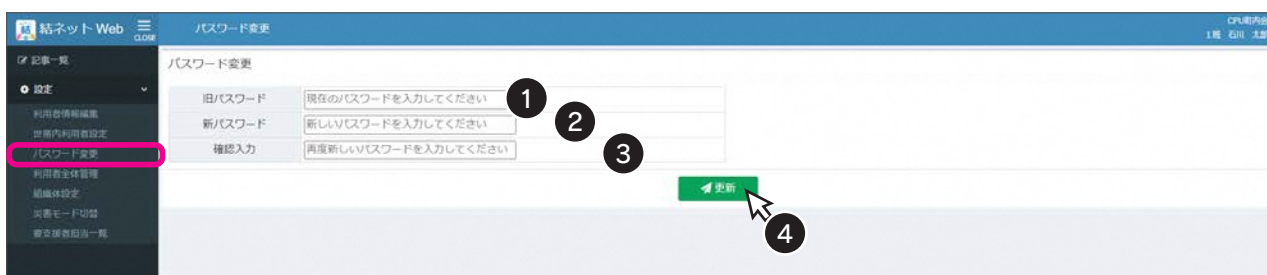 結 結ネット Web CLOSE パスワード変更 CPU町内会
1班 石川 太郎
記事一覧
パスワード変更
設定
旧パスワード 現在のパスワードを入力してください 1
利用者情報編集
新パスワード 新しいパスワードを入力してください 2
世帯内利用者設定
パスワード変更
確認入力 再度新しいパスワードを入力してください 3
利用者全体管理
更新
組織体設定
災害モード切替
4
要支援者担当一覧